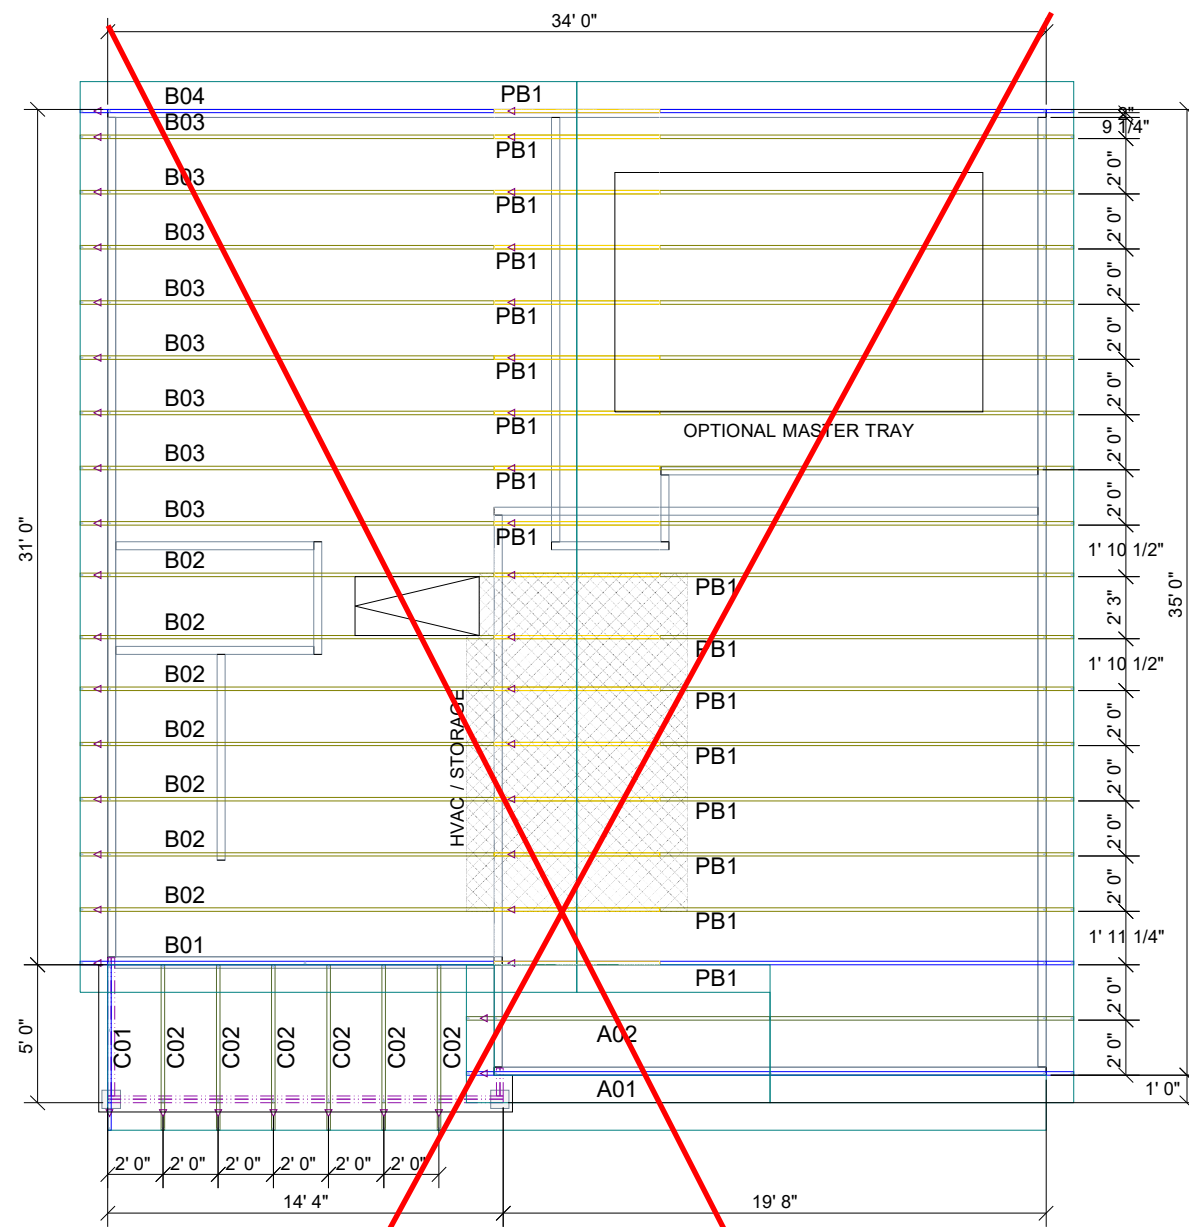 34' 0"
B04
PB1
2"
9 1/4"
B03
PB1
2' 0"
B03
PB1
2' 0"
B03
PB1
2' 0"
B03
PB1
2' 0"
B03
PB1
2' 0"
B03
PB1
OPTIONAL MASTER TRAY
2' 0"
B03
PB1
2' 0"
B03
PB1
31' 0"
35' 0"
1' 10 1/2"
B02
PB1
2' 3"
B02
PB1
1' 10 1/2"
B02
PB1
HVAC / STORAGE
2' 0"
B02
PB1
2' 0"
B02
PB1
2' 0"
B02
PB1
2' 0"
B02
PB1
1' 11 1/4"
B01
PB1
2' 0"
5' 0"
C01
C02
C02
C02
C02
C02
C02
A02
2' 0"
A01
1' 0"
2' 0"
2' 0"
2' 0"
2' 0"
2' 0"
2' 0"
14' 4"
19' 8"